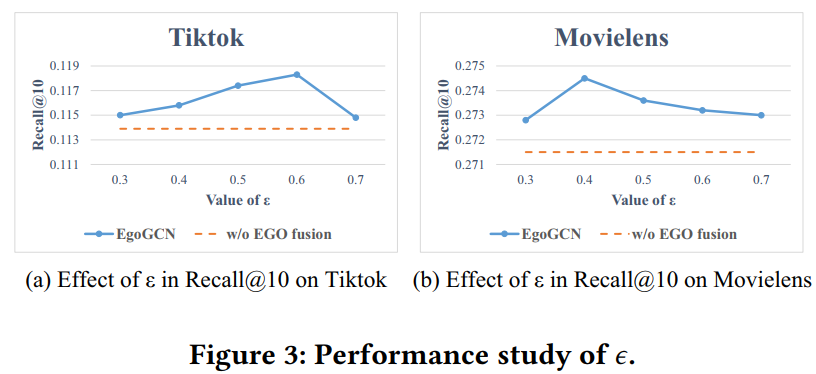 Tiktok
Recall@10
0.119
0.117
0.115
0.113
0.111
0.3 0.4 0.5 0.6 0.7
Value of ε
EgoGCN w/o EGO fusion
Movielens
Recall@10
0.275
0.274
0.273
0.272
0.271
0.3 0.4 0.5 0.6 0.7
Value of ε
EgoGCN w/o EGO fusion
(a) Effect of ε in Recall@10 on Tiktok
(b) Effect of ε in Recall@10 on Movielens
Figure 3: Performance study of ϵ.